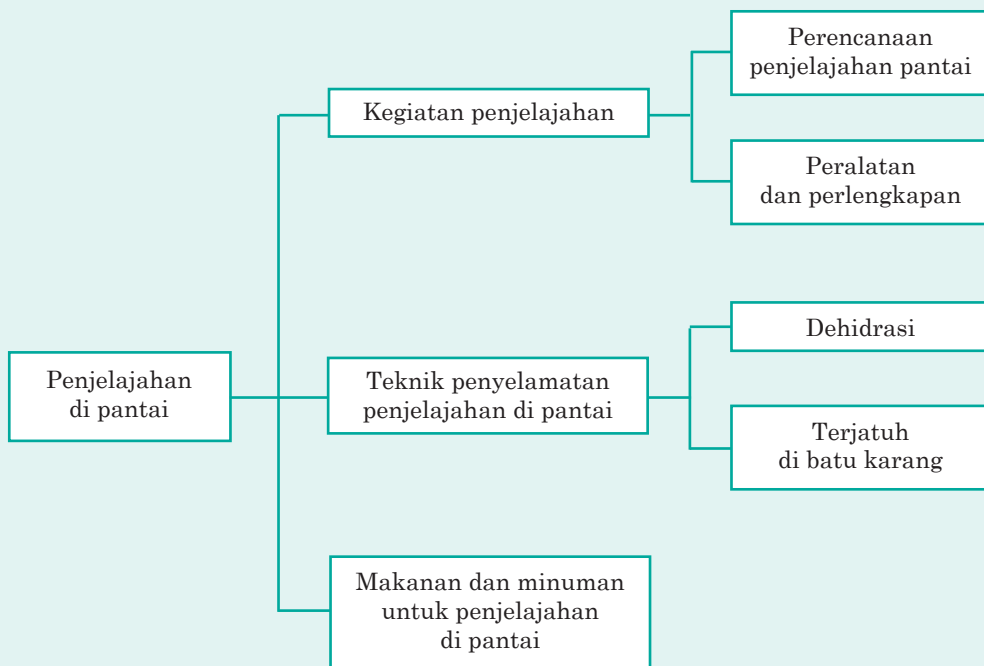 Penjelajahan
di pantai
Kegiatan penjelajahan
Perencanaan
penjelajahan pantai
Peralatan
dan perlengkapan
Teknik penyelamatan
penjelajahan di pantai
Dehidrasi
Terjatuh
di batu karang
Makanan dan minuman
untuk penjelajahan
di pantai